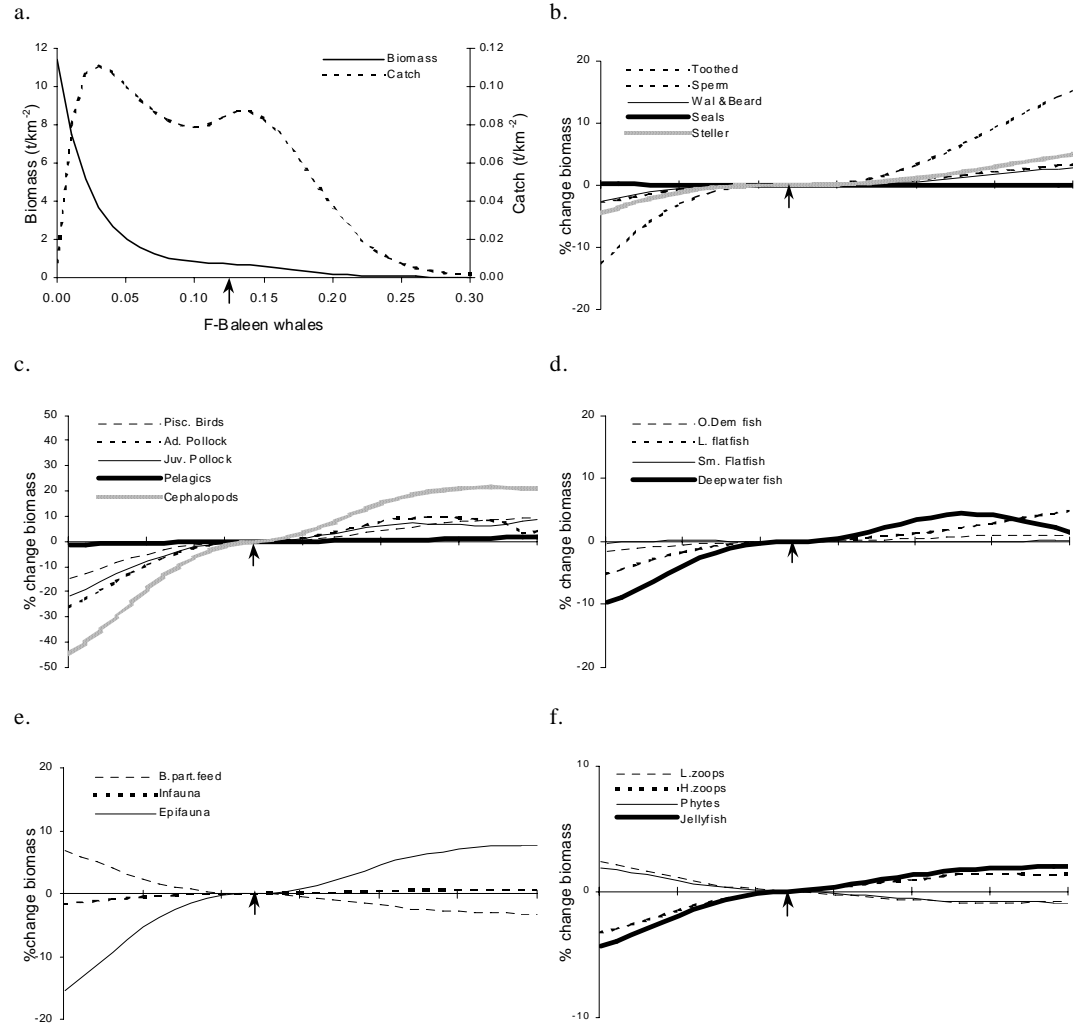 a.
Biomass (t/km⁻²)
12
10
8
6
4
2
0
Biomass
Catch
0.12
0.10
0.08
0.06
0.04
0.02
0.00
Catch (t/km⁻²)
0.00 0.05 0.10 0.15 0.20 0.25 0.30
F-Baleen whales
b.
% change biomass
20
10
0
-10
-20
Toothed
Sperm
Wal & Beard
Seals
Steller
c.
% change biomass
50
40
30
20
10
0
-10
-20
-30
-40
-50
Pisc. Birds
Ad. Pollock
Juv. Pollock
Pelagics
Cephalopods
d.
% change biomass
20
10
0
-10
-20
O.Dem fish
L. flatfish
Sm. Flatfish
Deepwater fish
e.
%change biomass
20
10
0
-10
-20
B.part.feed
Infauna
Epifauna
f.
% change biomass
10
0
-10
L.zoops
H.zoops
Phytes
Jellyfish